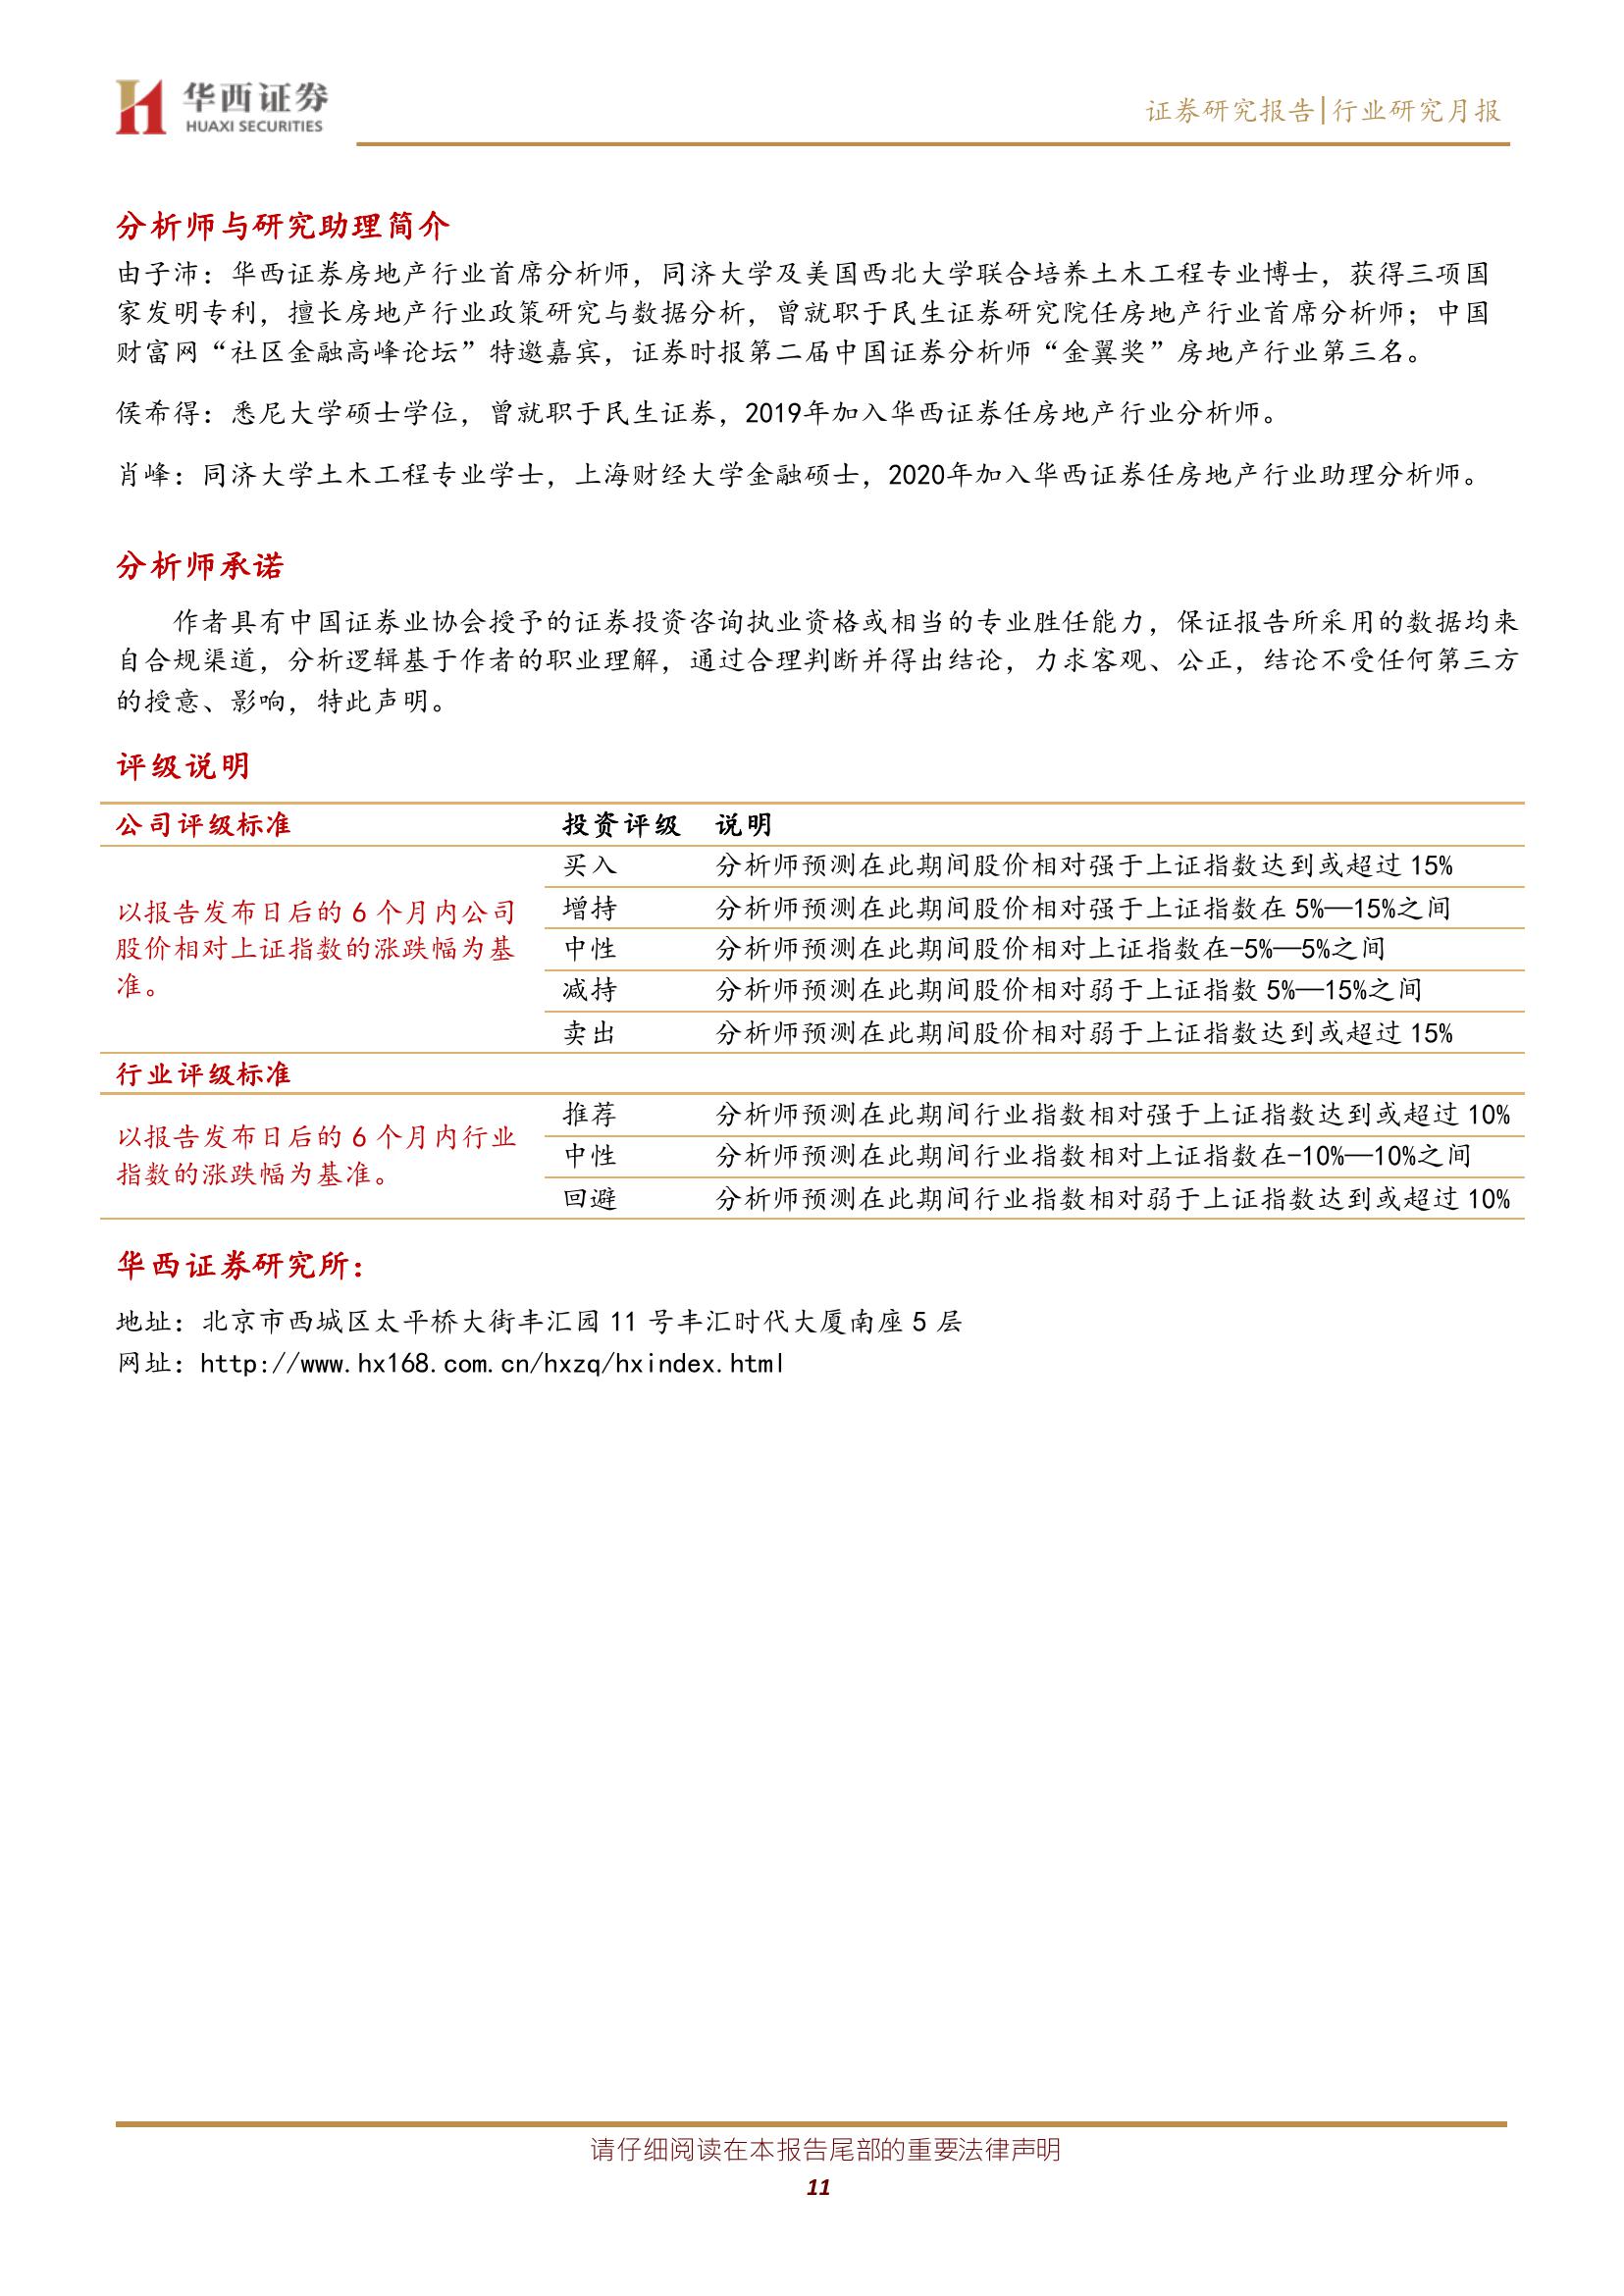 华西证券
HUAXI SECURITIES
证券研究报告|行业研究月报
分析师与研究助理简介
由子沛：华西证券房地产行业首席分析师，同济大学及美国西北大学联合培养土木工程专业博士，获得三项国
家发明专利，擅长房地产行业政策研究与数据分析，曾就职于民生证券研究院任房地产行业首席分析师；中国
财富网“社区金融高峰论坛”特邀嘉宾，证券时报第二届中国证券分析师“金翼奖”房地产行业第三名。
侯希得：悉尼大学硕士学位，曾就职于民生证券，2019年加入华西证券任房地产行业分析师。
肖峰：同济大学土木工程专业学士，上海财经大学金融硕士，2020年加入华西证券任房地产行业助理分析师。
分析师承诺
作者具有中国证券业协会授予的证券投资咨询执业资格或相当的专业胜任能力，保证报告所采用的数据均来
自合规渠道，分析逻辑基于作者的职业理解，通过合理判断并得出结论，力求客观、公正，结论不受任何第三方
的授意、影响，特此声明。
评级说明
公司评级标准 投资评级 说明
以报告发布日后的 6 个月内公司
股价相对上证指数的涨跌幅为基
准。
买入 分析师预测在此期间股价相对强于上证指数达到或超过 15%
增持 分析师预测在此期间股价相对强于上证指数在 5%—15%之间
中性 分析师预测在此期间股价相对上证指数在-5%—5%之间
减持 分析师预测在此期间股价相对弱于上证指数 5%—15%之间
卖出 分析师预测在此期间股价相对弱于上证指数达到或超过 15%
行业评级标准
以报告发布日后的 6 个月内行业
指数的涨跌幅为基准。
推荐 分析师预测在此期间行业指数相对强于上证指数达到或超过 10%
中性 分析师预测在此期间行业指数相对上证指数在-10%—10%之间
回避 分析师预测在此期间行业指数相对弱于上证指数达到或超过 10%
华西证券研究所：
地址：北京市西城区太平桥大街丰汇园 11 号丰汇时代大厦南座 5 层
网址：http://www.hx168.com.cn/hxzq/hxindex.html
请仔细阅读在本报告尾部的重要法律声明
11